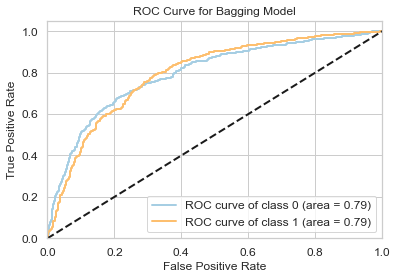 ROC Curve for Bagging Model
True Positive Rate
1.0
0.8
0.6
0.4
0.2
0.0
ROC curve of class 0 (area = 0.79)
ROC curve of class 1 (area = 0.79)
0.0 0.2 0.4 0.6 0.8 1.0
False Positive Rate